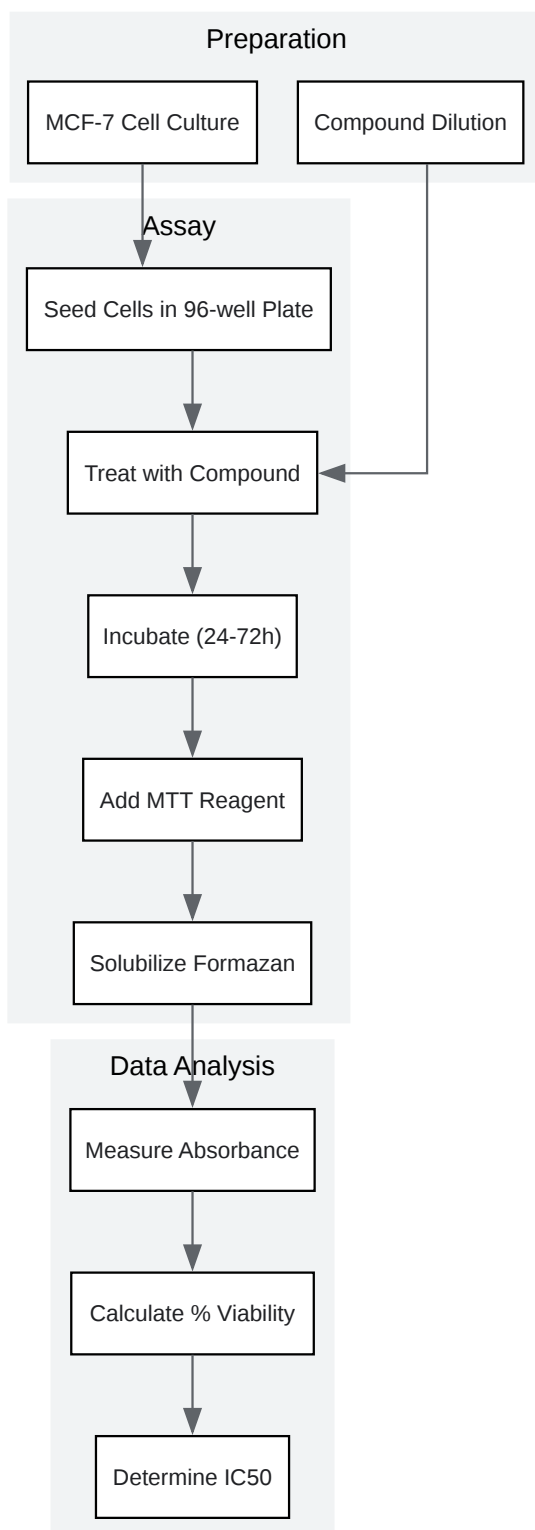 Preparation
MCF-7 Cell Culture
Compound Dilution
Assay
Seed Cells in 96-well Plate
Treat with Compound
Incubate (24-72h)
Add MTT Reagent
Solubilize Formazan
Data Analysis
Measure Absorbance
Calculate % Viability
Determine IC50